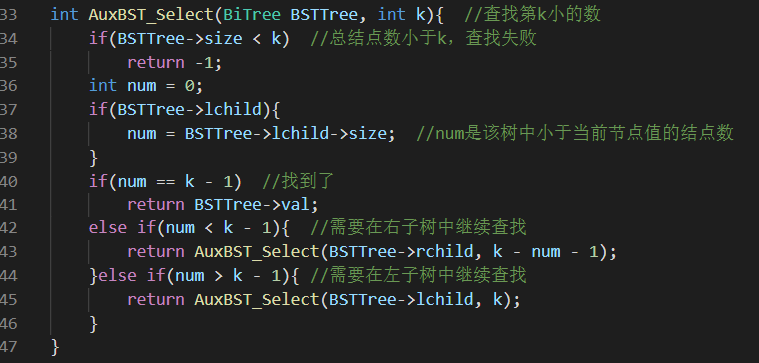 33 int AuxBST_Select(BiTree BSTTree, int k){  //查找第k小的数
34     if(BSTTree->size < k)  //总结点数小于k，查找失败
35         return -1;
36     int num = 0;
37     if(BSTTree->lchild){
38         num = BSTTree->lchild->size;  //num是该树中小于当前节点值的结点数
39     }
40     if(num == k - 1)  //找到了
41         return BSTTree->val;
42     else if(num < k - 1){  //需要在右子树中继续查找
43         return AuxBST_Select(BSTTree->rchild, k - num - 1);
44     }else if(num > k - 1){ //需要在左子树中继续查找
45         return AuxBST_Select(BSTTree->lchild, k);
46     }
47 }